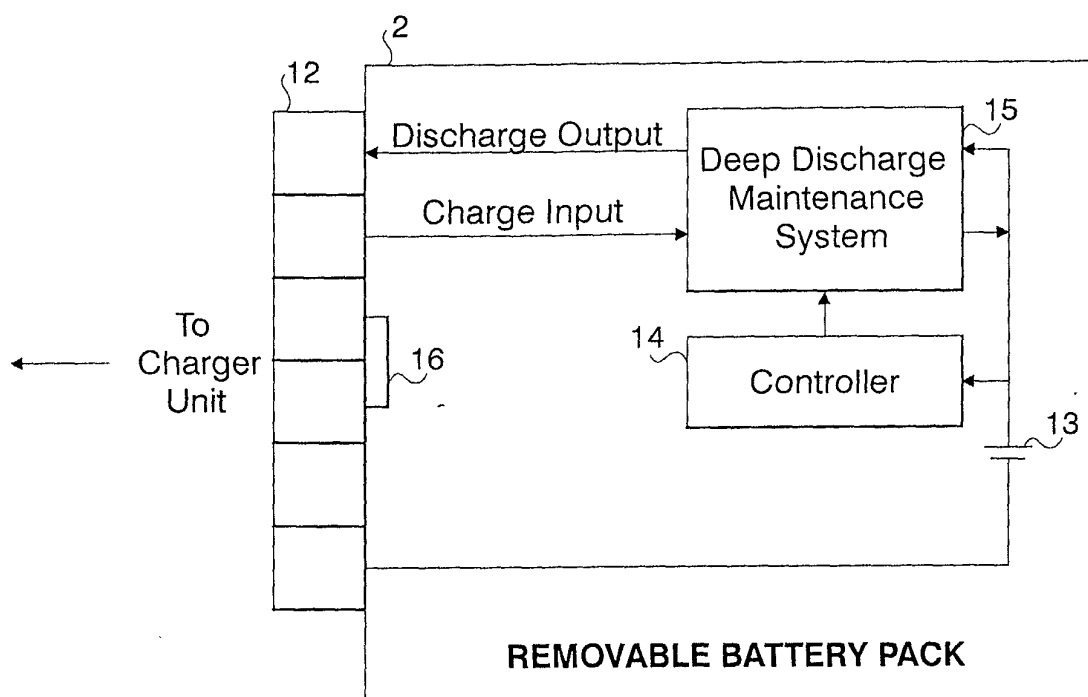 2
12
Discharge Output
15
Deep Discharge
Maintenance
System
Charge Input
To
Charger
Unit
16
14
Controller
13
REMOVABLE BATTERY PACK